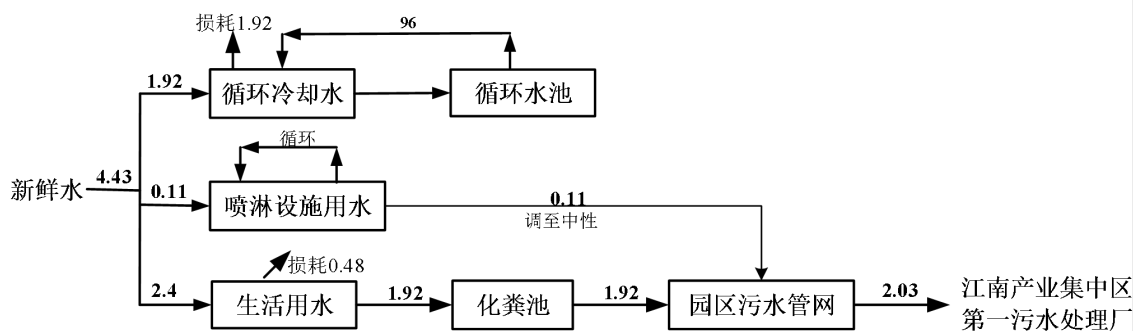 损耗1.92
96
1.92
循环冷却水
循环水池
循环
新鲜水
4.43
0.11
喷淋设施用水
0.11
调至中性
损耗0.48
2.4
生活用水
1.92
化粪池
1.92
园区污水管网
2.03
江南产业集中区
第一污水处理厂